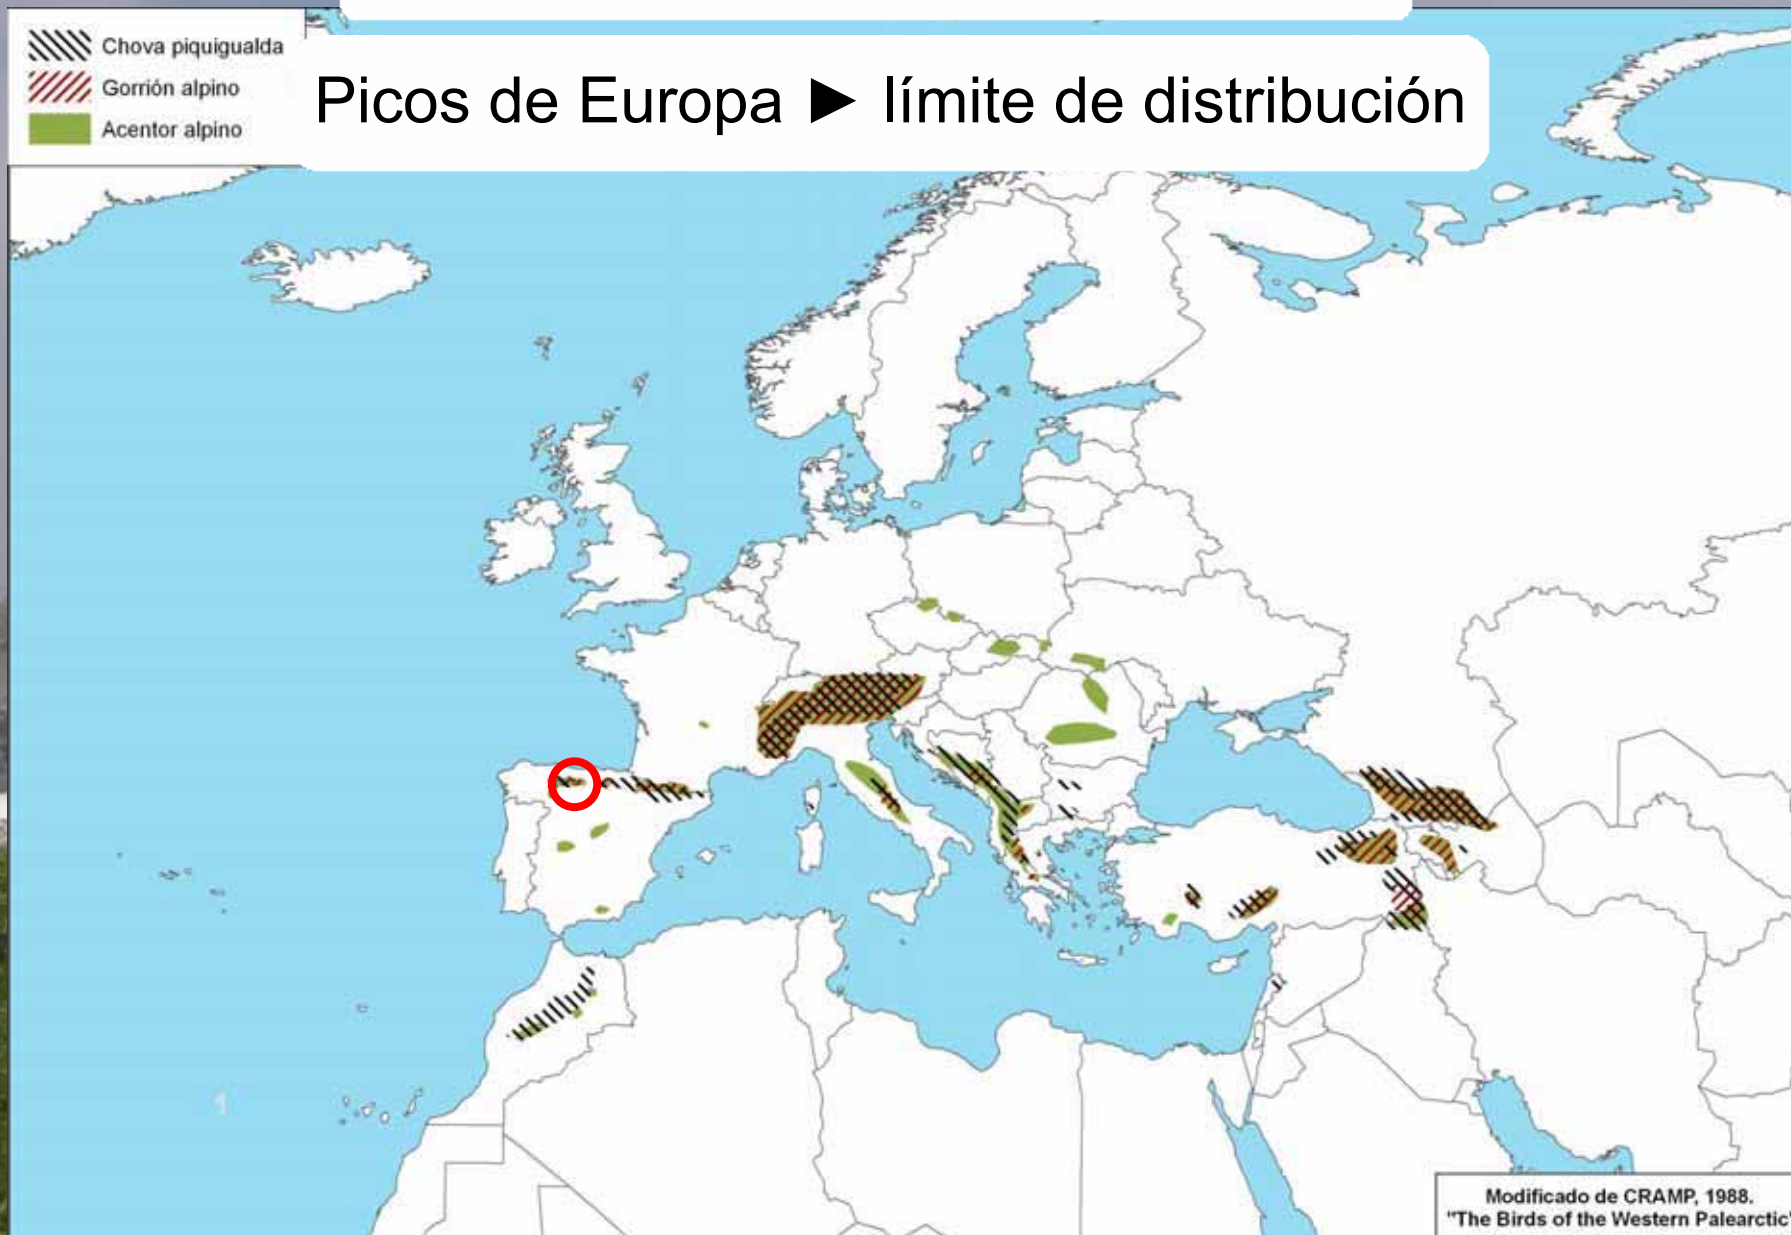 Chova piquigualda
Gorrión alpino
Acentor alpino
Picos de Europa ► límite de distribución
Modificado de CRAMP, 1988.
"The Birds of the Western Palearctic"